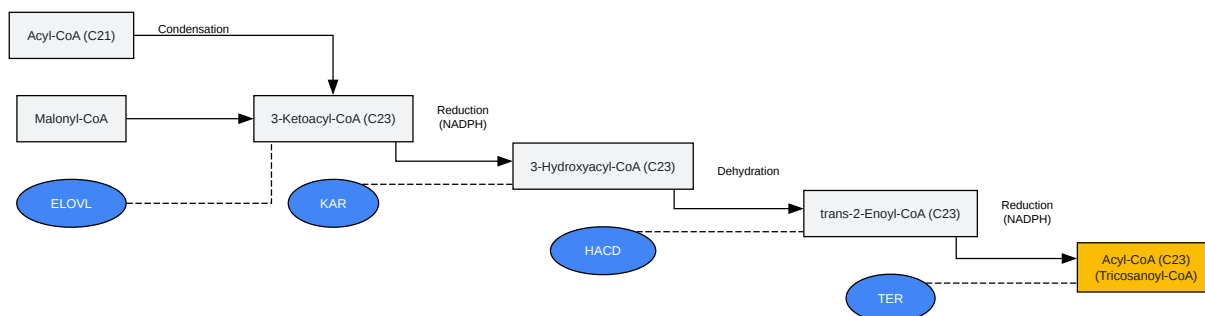 Acyl-CoA (C21)
Condensation
Malonyl-CoA
3-Ketoacyl-CoA (C23)
Reduction
(NADPH)
3-Hydroxyacyl-CoA (C23)
Dehydration
ELOVL
KAR
trans-2-Enoyl-CoA (C23)
Reduction
(NADPH)
HACD
Acyl-CoA (C23)
(Tricosanoyl-CoA)
TER